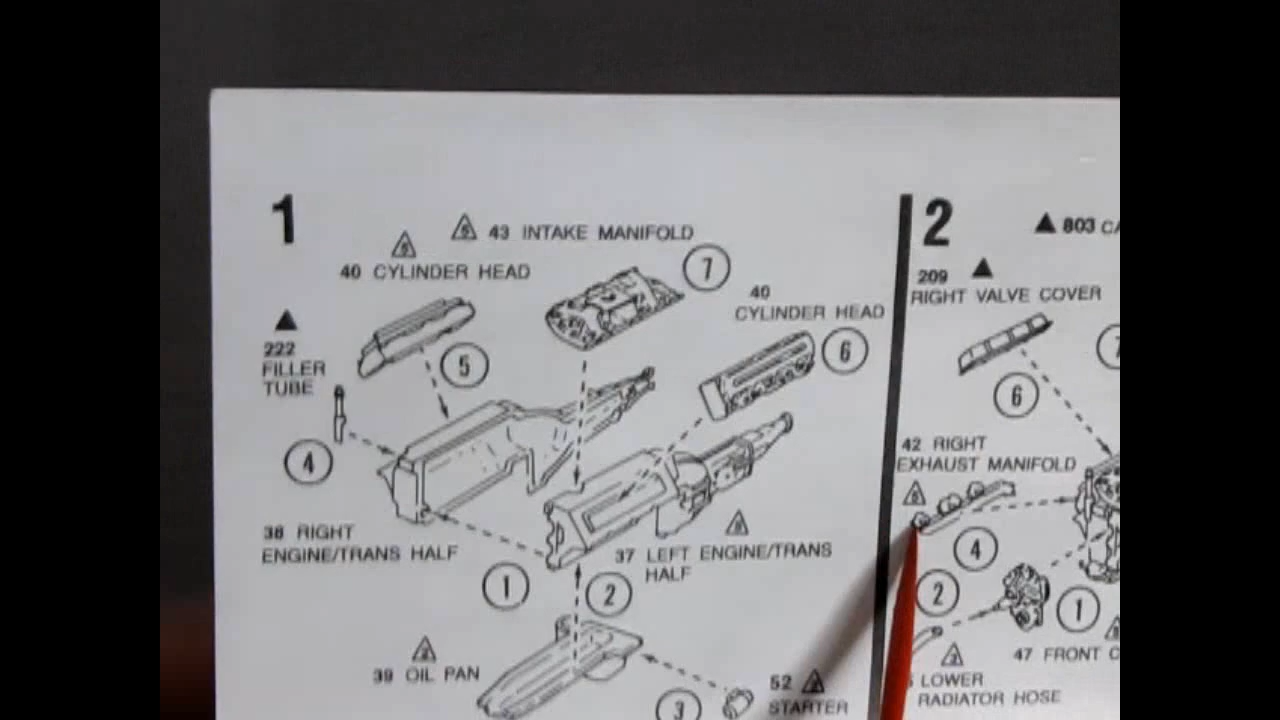 1
43 INTAKE MANIFOLD
40 CYLINDER HEAD
7
40
CYLINDER HEAD
222
FILLER
TUBE
5
6
4
38 RIGHT
ENGINE/TRANS HALF
37 LEFT ENGINE/TRANS
HALF
1
2
39 OIL PAN
52
STARTER
3
2
803 CA
209
RIGHT VALVE COVER
7
6
42 RIGHT
EXHAUST MANIFOLD
4
2
1
47 FRONT C
LOWER
RADIATOR HOSE